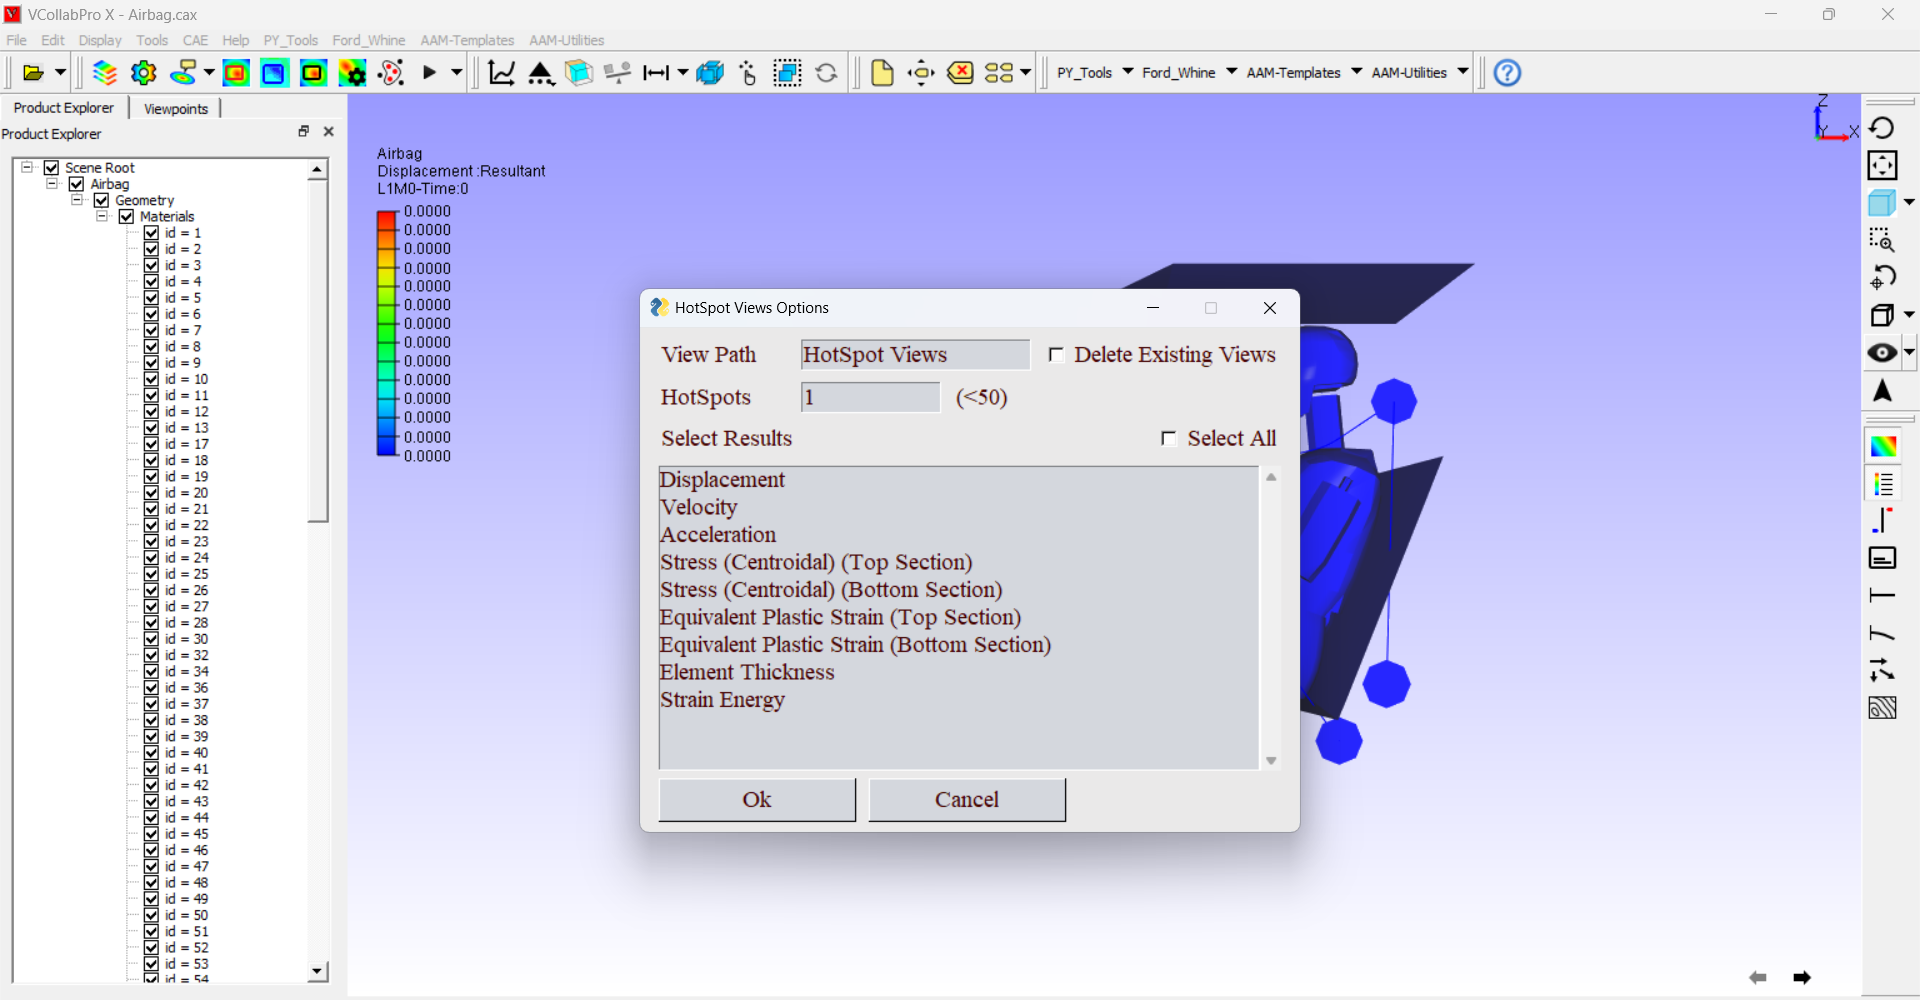 VCollabPro X - Airbag.cax
File Edit Display Tools CAE Help PY_Tools Ford_Whine AAM-Templates AAM-Utilities
PY_Tools Ford_Whine AAM-Templates AAM-Utilities
Product Explorer Viewpoints
Product Explorer
Scene Root
Airbag
Geometry
Materials
id = 1
id = 2
id = 3
id = 4
id = 5
id = 6
id = 7
id = 8
id = 9
id = 10
id = 11
id = 12
id = 13
id = 17
id = 18
id = 19
id = 20
id = 21
id = 22
id = 23
id = 24
id = 25
id = 26
id = 27
id = 28
id = 30
id = 32
id = 34
id = 36
id = 37
id = 38
id = 39
id = 40
id = 41
id = 42
id = 43
id = 44
id = 45
id = 46
id = 47
id = 48
id = 49
id = 50
id = 51
id = 52
id = 53
id = 54
Airbag
Displacement :Resultant
L1M0-Time:0
0.0000
0.0000
0.0000
0.0000
0.0000
0.0000
0.0000
0.0000
0.0000
0.0000
0.0000
0.0000
0.0000
0.0000
Z
Y X
HotSpot Views Options
View Path HotSpot Views Delete Existing Views
HotSpots 1 (<50)
Select Results Select All
Displacement
Velocity
Acceleration
Stress (Centroidal) (Top Section)
Stress (Centroidal) (Bottom Section)
Equivalent Plastic Strain (Top Section)
Equivalent Plastic Strain (Bottom Section)
Element Thickness
Strain Energy
Ok Cancel